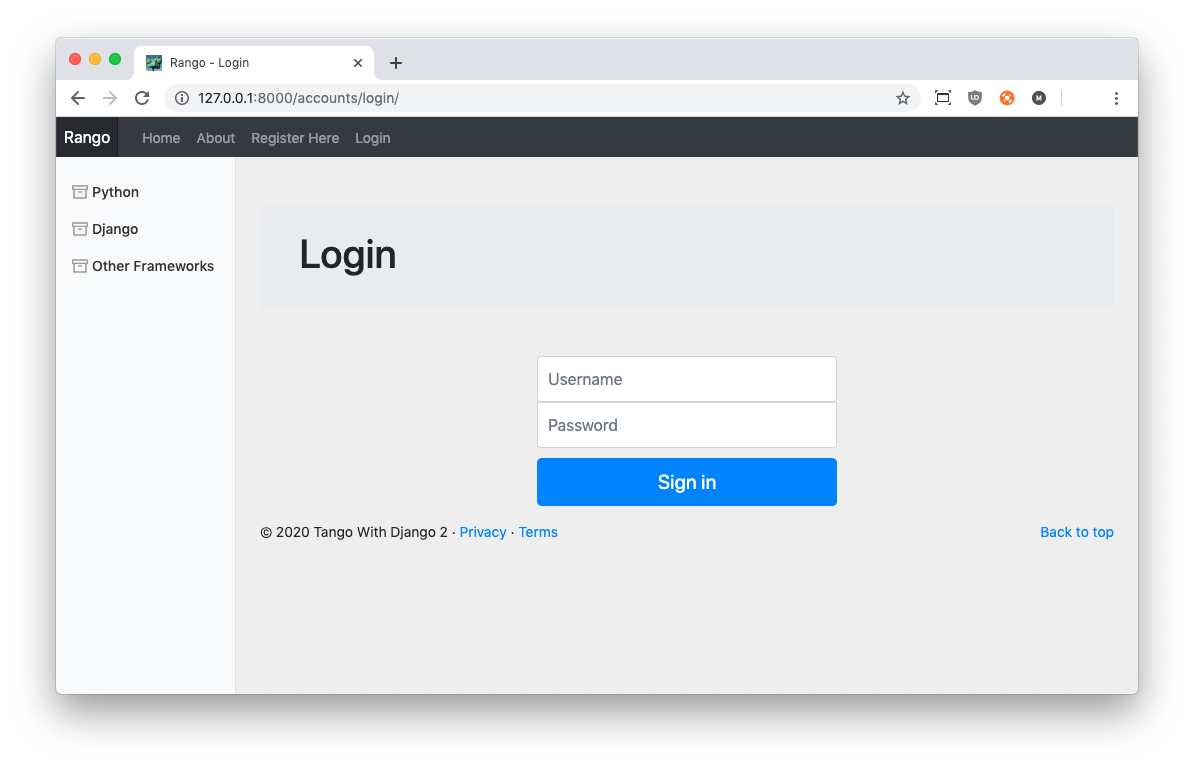 Rango - Login
127.0.0.1:8000/accounts/login/
Rango Home About Register Here Login
Python
Django
Other Frameworks
Login
Username
Password
Sign in
© 2020 Tango With Django 2 · Privacy · Terms
Back to top